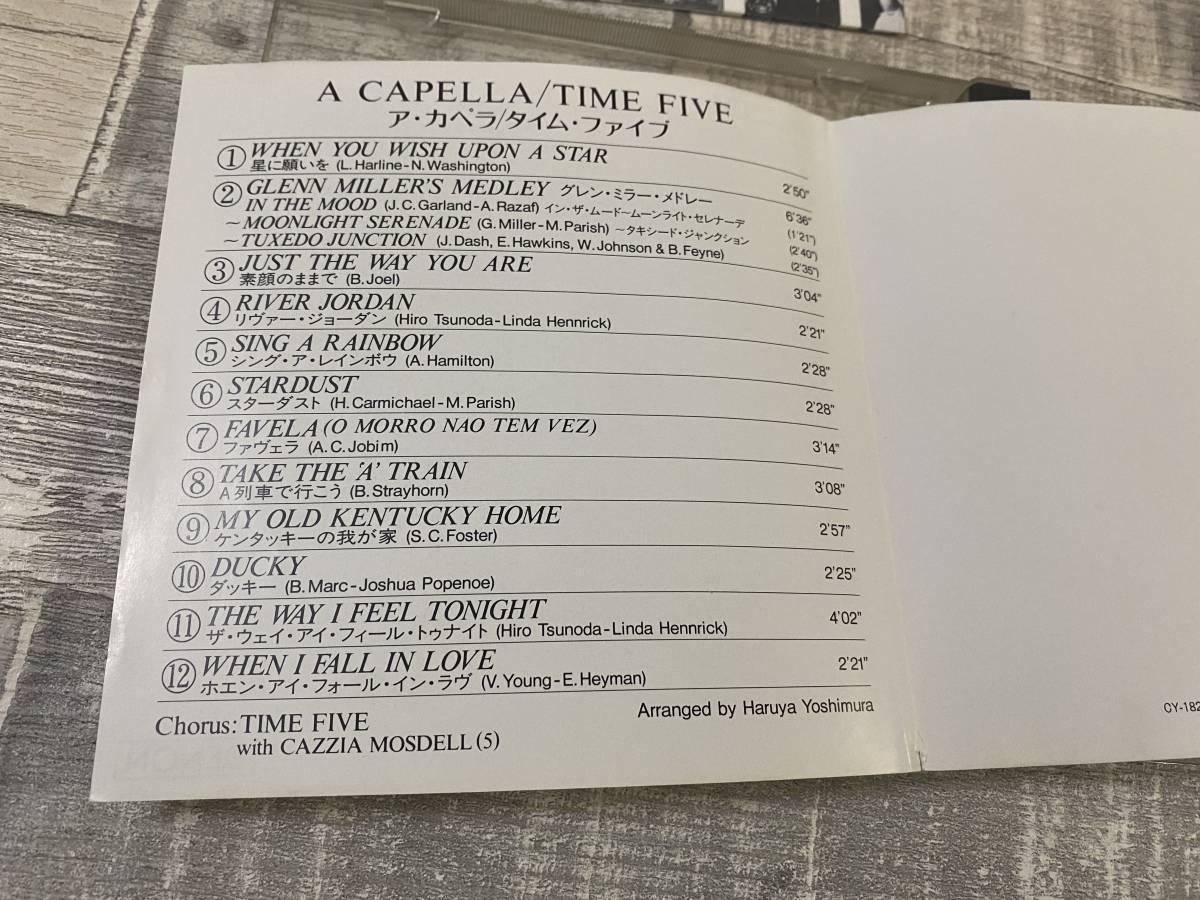 A CAPELLA/TIME FIVE
ア・カペラ/タイム・ファイブ
① WHEN YOU WISH UPON A STAR
星に願いを (L. Harline-N. Washington) 2'50"
② GLENN MILLER'S MEDLEY グレン・ミラー・メドレー 6'36"
IN THE MOOD (J.C. Garland-A. Razaf) イン・ザ・ムード~ムーンライト・セレナーデ (1'21")
~MOONLIGHT SERENADE (G. Miller-M. Parish) ~タキシード・ジャンクション (2'40")
~TUXEDO JUNCTION (J. Dash, E. Hawkins, W. Johnson & B. Feyne) (2'35")
③ JUST THE WAY YOU ARE
素顔のままで (B. Joel) 3'04"
④ RIVER JORDAN
リヴァー・ジョーダン (Hiro Tsunoda-Linda Hennrick) 2'21"
⑤ SING A RAINBOW
シング・ア・レインボウ (A. Hamilton) 2'28"
⑥ STARDUST
スターダスト (H. Carmichael-M. Parish) 2'28"
⑦ FAVELA (O MORRO NAO TEM VEZ)
ファヴェラ (A.C. Jobim) 3'14"
⑧ TAKE THE 'A' TRAIN
A列車で行こう (B. Strayhorn) 3'08"
⑨ MY OLD KENTUCKY HOME
ケンタッキーの我が家 (S.C. Foster) 2'57"
⑩ DUCKY
ダッキー (B. Marc-Joshua Popenoe) 2'25"
⑪ THE WAY I FEEL TONIGHT
ザ・ウェイ・アイ・フィール・トゥナイト (Hiro Tsunoda-Linda Hennrick) 4'02"
⑫ WHEN I FALL IN LOVE
ホエン・アイ・フォール・イン・ラヴ (V. Young-E. Heyman) 2'21"
Chorus: TIME FIVE
with CAZZIA MOSDELL (5)
Arranged by Haruya Yoshimura
CY-182